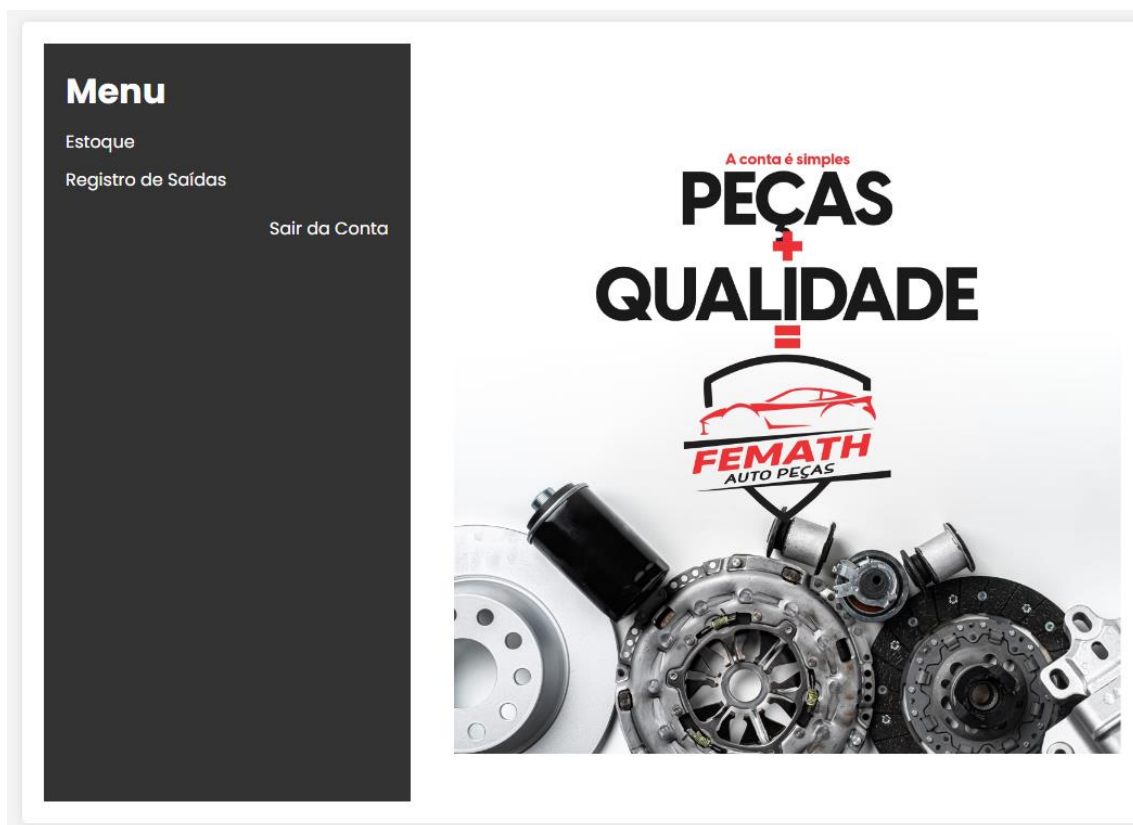 Menu
Estoque
Registro de Saídas
Sair da Conta
A conta é simples
PEÇAS
+
QUALIDADE
=
FEMATH
AUTO PEÇAS